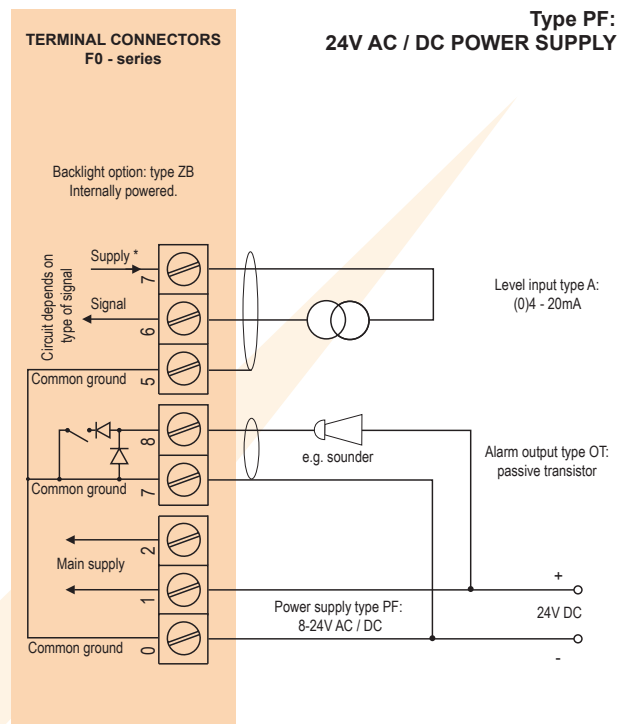 Type PF:
24V AC / DC POWER SUPPLY
TERMINAL CONNECTORS
F0 - series
Backlight option: type ZB
Internally powered.
Circuit depends on
type of signal
Supply *
7
Signal
6
Common ground
5
Level input type A:
(0)4 - 20mA
8
e.g. sounder
Alarm output type OT:
passive transistor
Common ground
7
2
Main supply
1
Power supply type PF:
8-24V AC / DC
+
24V DC
-
Common ground
0